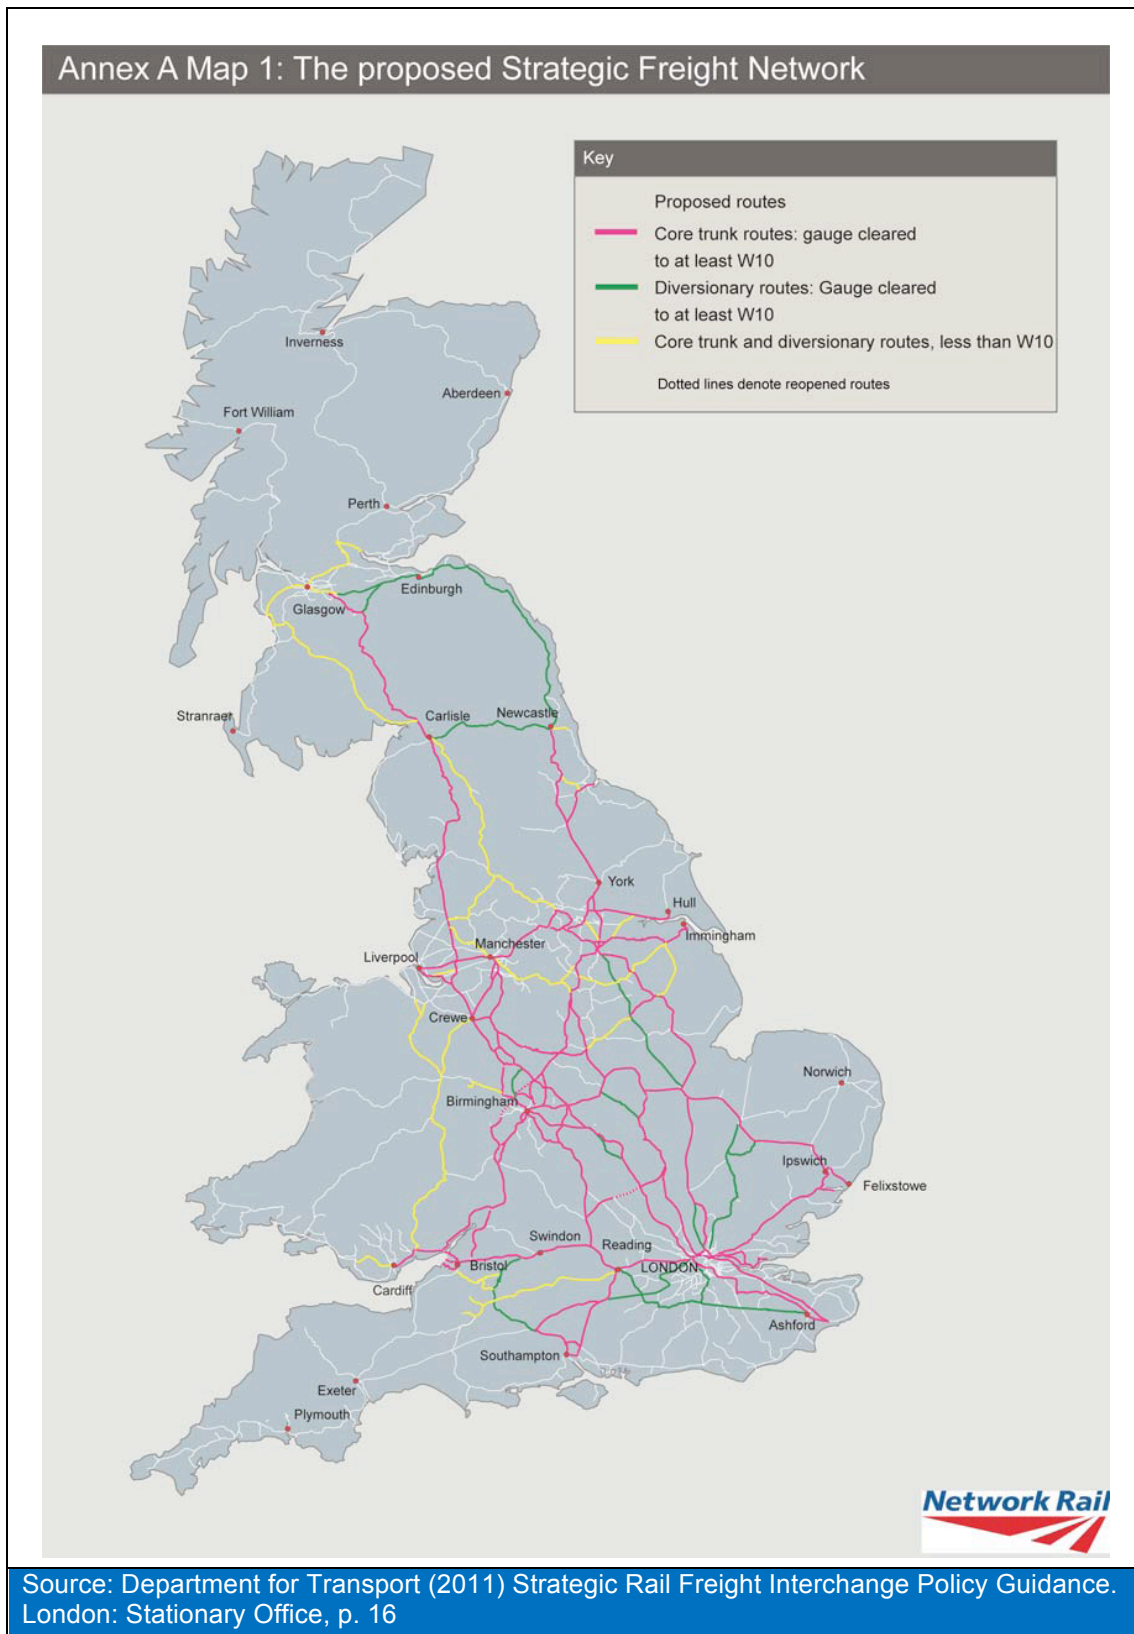 Annex A Map 1: The proposed Strategic Freight Network
Key
Proposed routes
Core trunk routes: gauge cleared
to at least W10
Diversionary routes: Gauge cleared
to at least W10
Core trunk and diversionary routes, less than W10
Dotted lines denote reopened routes
Inverness
Aberdeen
Fort William
Perth
Edinburgh
Glasgow
Stranraer
Carlisle
Newcastle
York
Hull
Immingham
Manchester
Liverpool
Crewe
Norwich
Birmingham
Ipswich
Felixstowe
Swindon
Reading
Bristol
LONDON
Cardiff
Ashford
Southampton
Exeter
Plymouth
Network Rail
Source: Department for Transport (2011) Strategic Rail Freight Interchange Policy Guidance.
London: Stationary Office, p. 16